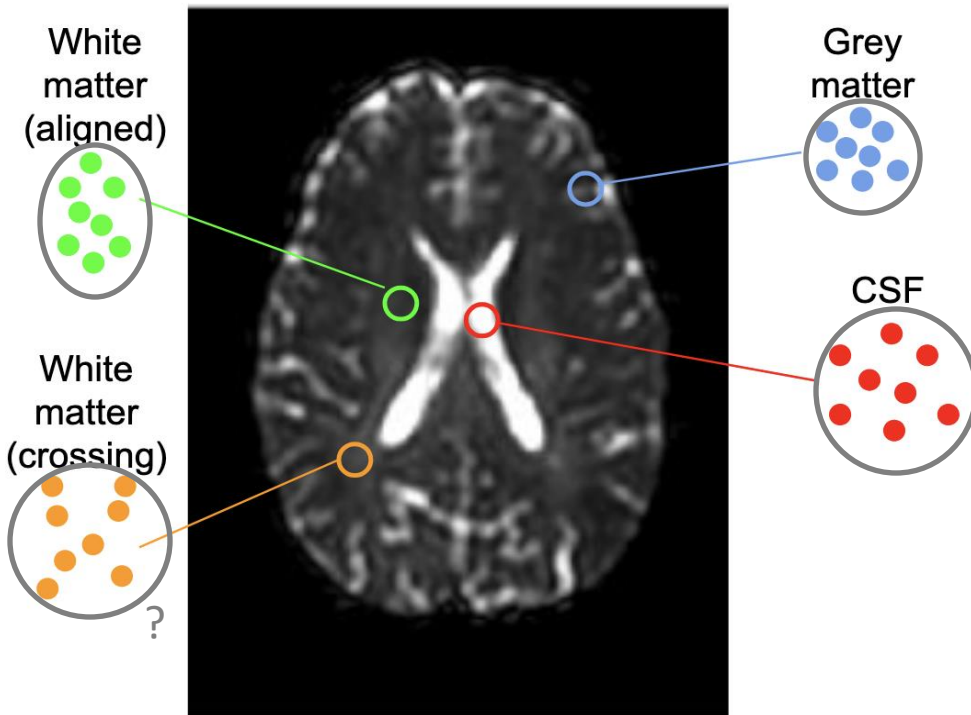 White
matter
(aligned)
Grey
matter
CSF
White
matter
(crossing)
?